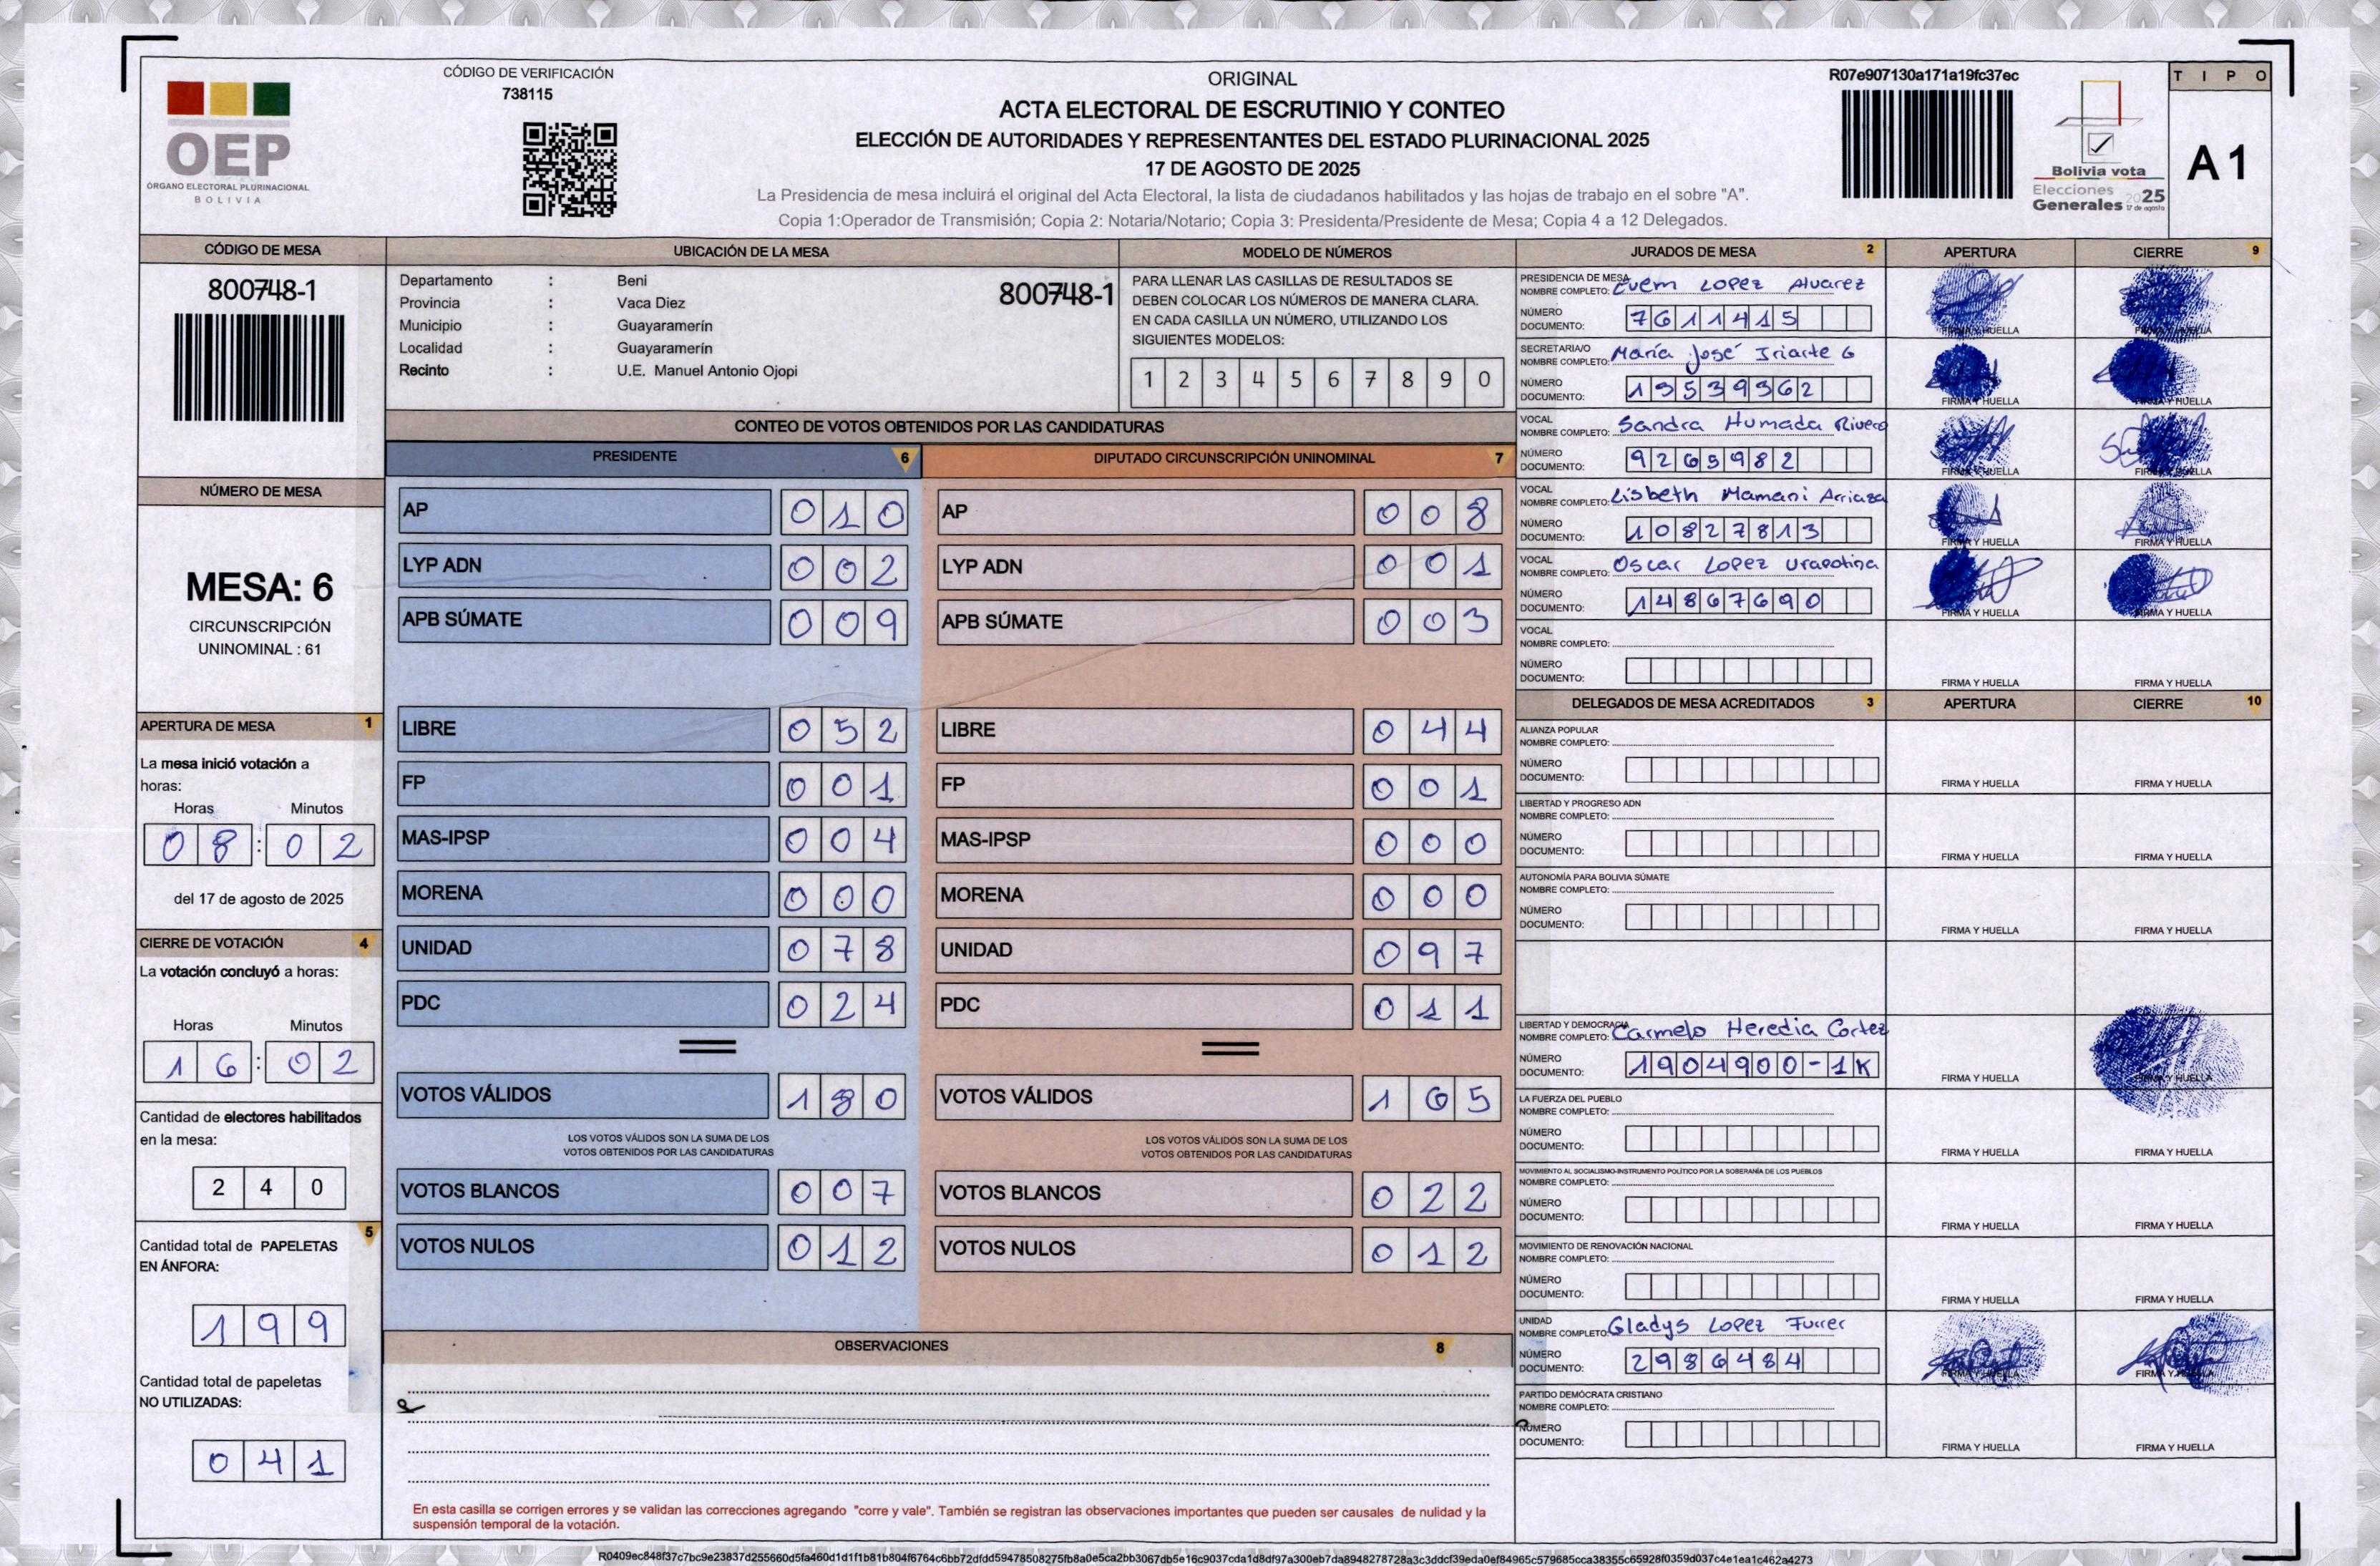 CÓDIGO DE VERIFICACIÓN
738115
OEP
ÓRGANO ELECTORAL PLURINACIONAL
BOLIVIA
ORIGINAL
ACTA ELECTORAL DE ESCRUTINIO Y CONTEO
ELECCIÓN DE AUTORIDADES Y REPRESENTANTES DEL ESTADO PLURINACIONAL 2025
17 DE AGOSTO DE 2025
La Presidencia de mesa incluirá el original del Acta Electoral, la lista de ciudadanos habilitados y las hojas de trabajo en el sobre "A".
Copia 1:Operador de Transmisión; Copia 2: Notaria/Notario; Copia 3: Presidenta/Presidente de Mesa; Copia 4 a 12 Delegados.
R07e907130a171a19fc37ec
Bolivia vota
Elecciones
Generales 2025
17 de agosto
TIPO
A1
CÓDIGO DE MESA
800748-1
NÚMERO DE MESA
MESA: 6
CIRCUNSCRIPCIÓN
UNINOMINAL : 61
APERTURA DE MESA 1
La mesa inició votación a
horas:
Horas Minutos
08:02
del 17 de agosto de 2025
CIERRE DE VOTACIÓN 4
La votación concluyó a horas:
Horas Minutos
16:02
Cantidad de electores habilitados
en la mesa:
240
5
Cantidad total de PAPELETAS
EN ÁNFORA:
199
Cantidad total de papeletas
NO UTILIZADAS:
041
UBICACIÓN DE LA MESA
Departamento : Beni
800748-1
Provincia : Vaca Diez
Municipio : Guayaramerín
Localidad : Guayaramerín
Recinto : U.E. Manuel Antonio Ojopi
MODELO DE NÚMEROS
PARA LLENAR LAS CASILLAS DE RESULTADOS SE
DEBEN COLOCAR LOS NÚMEROS DE MANERA CLARA.
EN CADA CASILLA UN NÚMERO, UTILIZANDO LOS
SIGUIENTES MODELOS:
1 2 3 4 5 6 7 8 9 0
CONTEO DE VOTOS OBTENIDOS POR LAS CANDIDATURAS
PRESIDENTE 6
AP 010
LYP ADN 002
APB SÚMATE 009
LIBRE 052
FP 001
MAS-IPSP 004
MORENA 000
UNIDAD 078
PDC 024
=
VOTOS VÁLIDOS 180
LOS VOTOS VÁLIDOS SON LA SUMA DE LOS
VOTOS OBTENIDOS POR LAS CANDIDATURAS
VOTOS BLANCOS 007
VOTOS NULOS 012
DIPUTADO CIRCUNSCRIPCIÓN UNINOMINAL 7
AP 008
LYP ADN 001
APB SÚMATE 003
LIBRE 044
FP 001
MAS-IPSP 000
MORENA 000
UNIDAD 097
PDC 011
=
VOTOS VÁLIDOS 165
LOS VOTOS VÁLIDOS SON LA SUMA DE LOS
VOTOS OBTENIDOS POR LAS CANDIDATURAS
VOTOS BLANCOS 022
VOTOS NULOS 012
OBSERVACIONES 8
En esta casilla se corrigen errores y se validan las correcciones agregando "corre y vale". También se registran las observaciones importantes que pueden ser causales de nulidad y la
suspensión temporal de la votación.
JURADOS DE MESA 2 APERTURA CIERRE 9
PRESIDENCIA DE MESA
NOMBRE COMPLETO: Evem Lopez Alvarez
NÚMERO
DOCUMENTO: 7611415
FIRMA Y HUELLA FIRMA Y HUELLA
SECRETARIA/O
NOMBRE COMPLETO: María José Iriarte G
NÚMERO
DOCUMENTO: 13539362
FIRMA Y HUELLA FIRMA Y HUELLA
VOCAL
NOMBRE COMPLETO: Sandra Humada Rivero
NÚMERO
DOCUMENTO: 9265982
FIRMA Y HUELLA FIRMA Y HUELLA
VOCAL
NOMBRE COMPLETO: Lisbeth Mamani Arriaza
NÚMERO
DOCUMENTO: 10827813
FIRMA Y HUELLA FIRMA Y HUELLA
VOCAL
NOMBRE COMPLETO: Oscar Lopez
NÚMERO
DOCUMENTO: 14867690
FIRMA Y HUELLA FIRMA Y HUELLA
VOCAL
NOMBRE COMPLETO:
NÚMERO
DOCUMENTO:
FIRMA Y HUELLA FIRMA Y HUELLA
DELEGADOS DE MESA ACREDITADOS 3 APERTURA CIERRE 10
ALIANZA POPULAR
NOMBRE COMPLETO:
NÚMERO
DOCUMENTO:
FIRMA Y HUELLA FIRMA Y HUELLA
LIBERTAD Y PROGRESO ADN
NOMBRE COMPLETO:
NÚMERO
DOCUMENTO:
FIRMA Y HUELLA FIRMA Y HUELLA
AUTONOMÍA PARA BOLIVIA SÚMATE
NOMBRE COMPLETO:
NÚMERO
DOCUMENTO:
FIRMA Y HUELLA FIRMA Y HUELLA
LIBERTAD Y DEMOCRACIA
NOMBRE COMPLETO: Carmelo Heredia Cortez
NÚMERO
DOCUMENTO: 1904900-1K
FIRMA Y HUELLA FIRMA Y HUELLA
LA FUERZA DEL PUEBLO
NOMBRE COMPLETO:
NÚMERO
DOCUMENTO:
FIRMA Y HUELLA FIRMA Y HUELLA
MOVIMIENTO AL SOCIALISMO-INSTRUMENTO POLÍTICO POR LA SOBERANÍA DE LOS PUEBLOS
NOMBRE COMPLETO:
NÚMERO
DOCUMENTO:
FIRMA Y HUELLA FIRMA Y HUELLA
MOVIMIENTO DE RENOVACIÓN NACIONAL
NOMBRE COMPLETO:
NÚMERO
DOCUMENTO:
FIRMA Y HUELLA FIRMA Y HUELLA
UNIDAD
NOMBRE COMPLETO: Gladys Lopez Furrer
NÚMERO
DOCUMENTO: 2986484
FIRMA Y HUELLA FIRMA Y HUELLA
PARTIDO DEMÓCRATA CRISTIANO
NOMBRE COMPLETO:
NÚMERO
DOCUMENTO:
FIRMA Y HUELLA FIRMA Y HUELLA